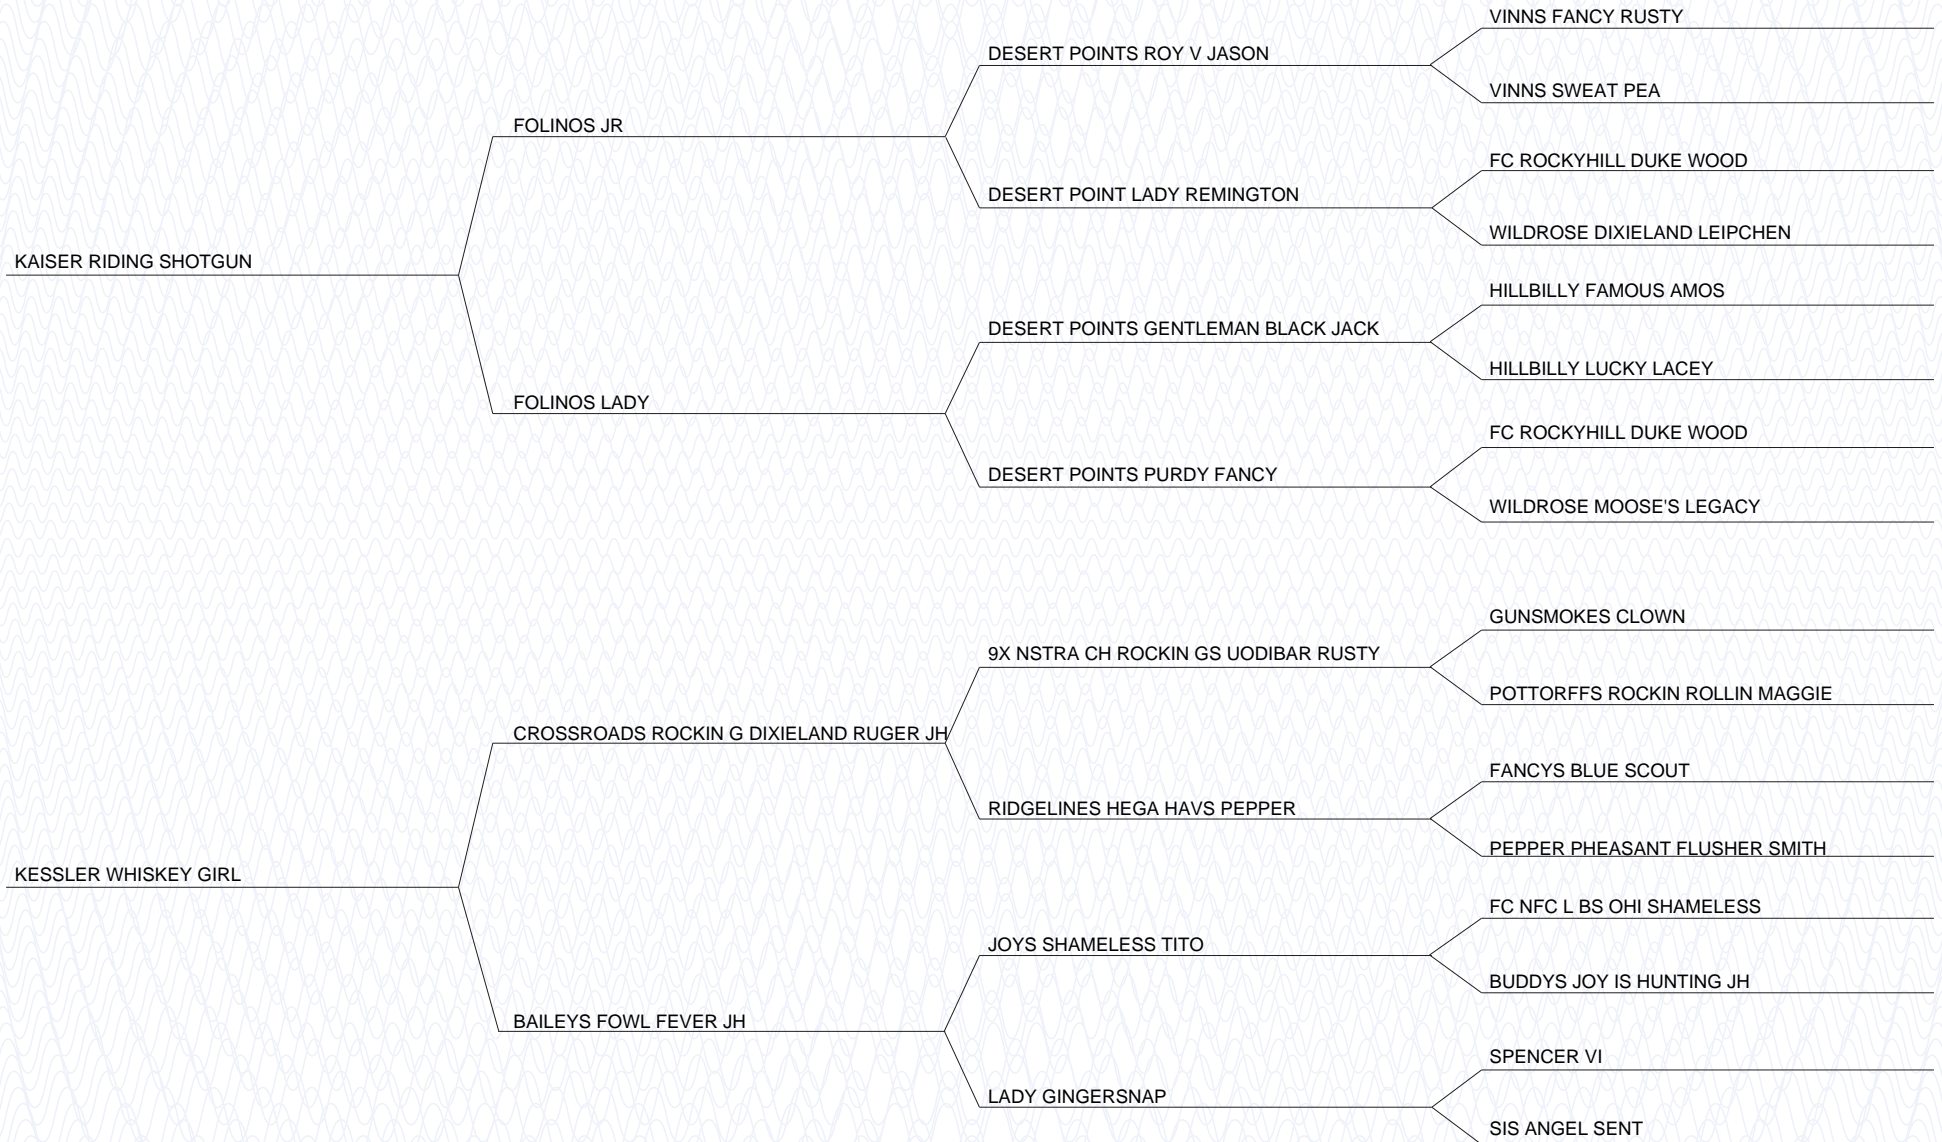 VINNS FANCY RUSTY
DESERT POINTS ROY V JASON
VINNS SWEAT PEA
FOLINOS JR
FC ROCKYHILL DUKE WOOD
DESERT POINT LADY REMINGTON
WILDROSE DIXIELAND LEIPCHEN
KAISER RIDING SHOTGUN
HILLBILLY FAMOUS AMOS
DESERT POINTS GENTLEMAN BLACK JACK
HILLBILLY LUCKY LACEY
FOLINOS LADY
FC ROCKYHILL DUKE WOOD
DESERT POINTS PURDY FANCY
WILDROSE MOOSE'S LEGACY
GUNSMOKES CLOWN
9X NSTRA CH ROCKIN GS UODIBAR RUSTY
POTTORFFS ROCKIN ROLLIN MAGGIE
CROSSROADS ROCKIN G DIXIELAND RUGER JH
FANCYS BLUE SCOUT
RIDGELINES HEGA HAVS PEPPER
PEPPER PHEASANT FLUSHER SMITH
KESSLER WHISKEY GIRL
FC NFC L BS OHI SHAMELESS
JOYS SHAMELESS TITO
BUDDYS JOY IS HUNTING JH
BAILEYS FOWL FEVER JH
SPENCER VI
LADY GINGERSNAP
SIS ANGEL SENT